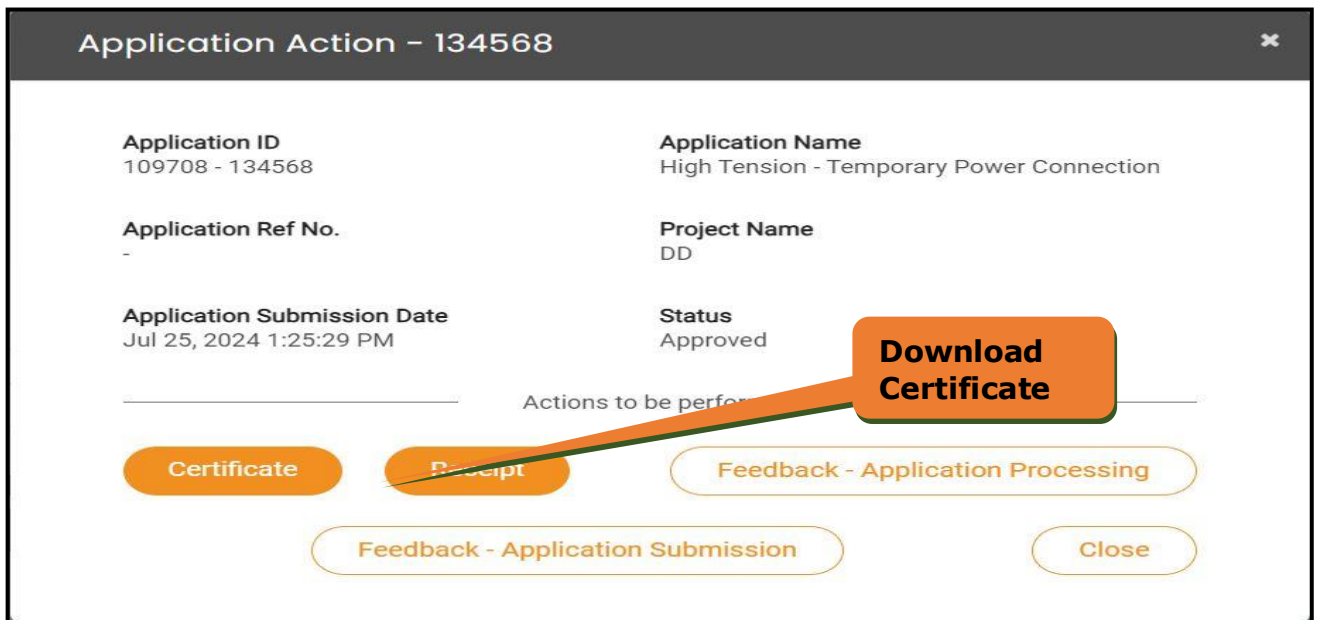 Application Action - 134568
Application ID
109708 - 134568
Application Name
High Tension - Temporary Power Connection
Application Ref No.
-
Project Name
DD
Application Submission Date
Jul 25, 2024 1:25:29 PM
Status
Approved
Download
Certificate
Actions to be
Certificate
Receipt
Feedback - Application Processing
Feedback - Application Submission
Close